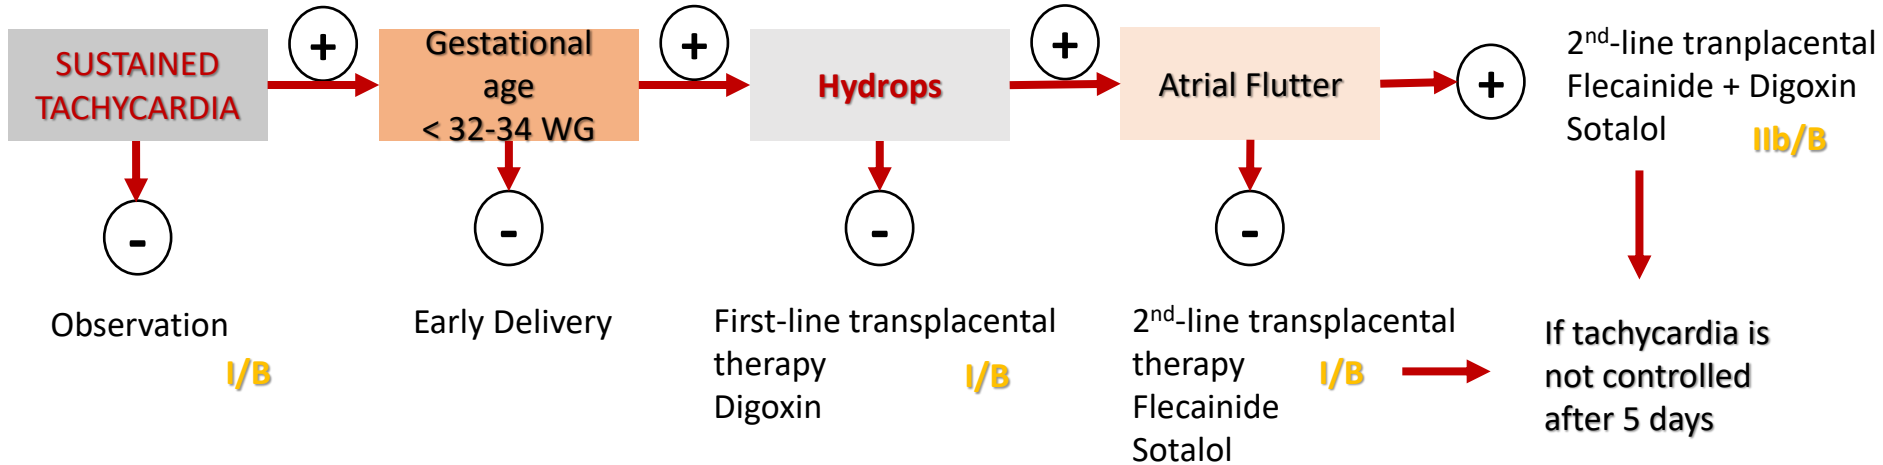 SUSTAINED
TACHYCARDIA
+
Gestational
age
< 32-34 WG
+
Hydrops
+
Atrial Flutter
+
2nd-line tranplacental
Flecainide + Digoxin
Sotalol
IIb/B
-
-
-
-
Observation
I/B
Early Delivery
First-line transplacental
therapy
I/B
Digoxin
2nd-line transplacental
therapy
I/B
Flecainide
Sotalol
If tachycardia is
not controlled
after 5 days